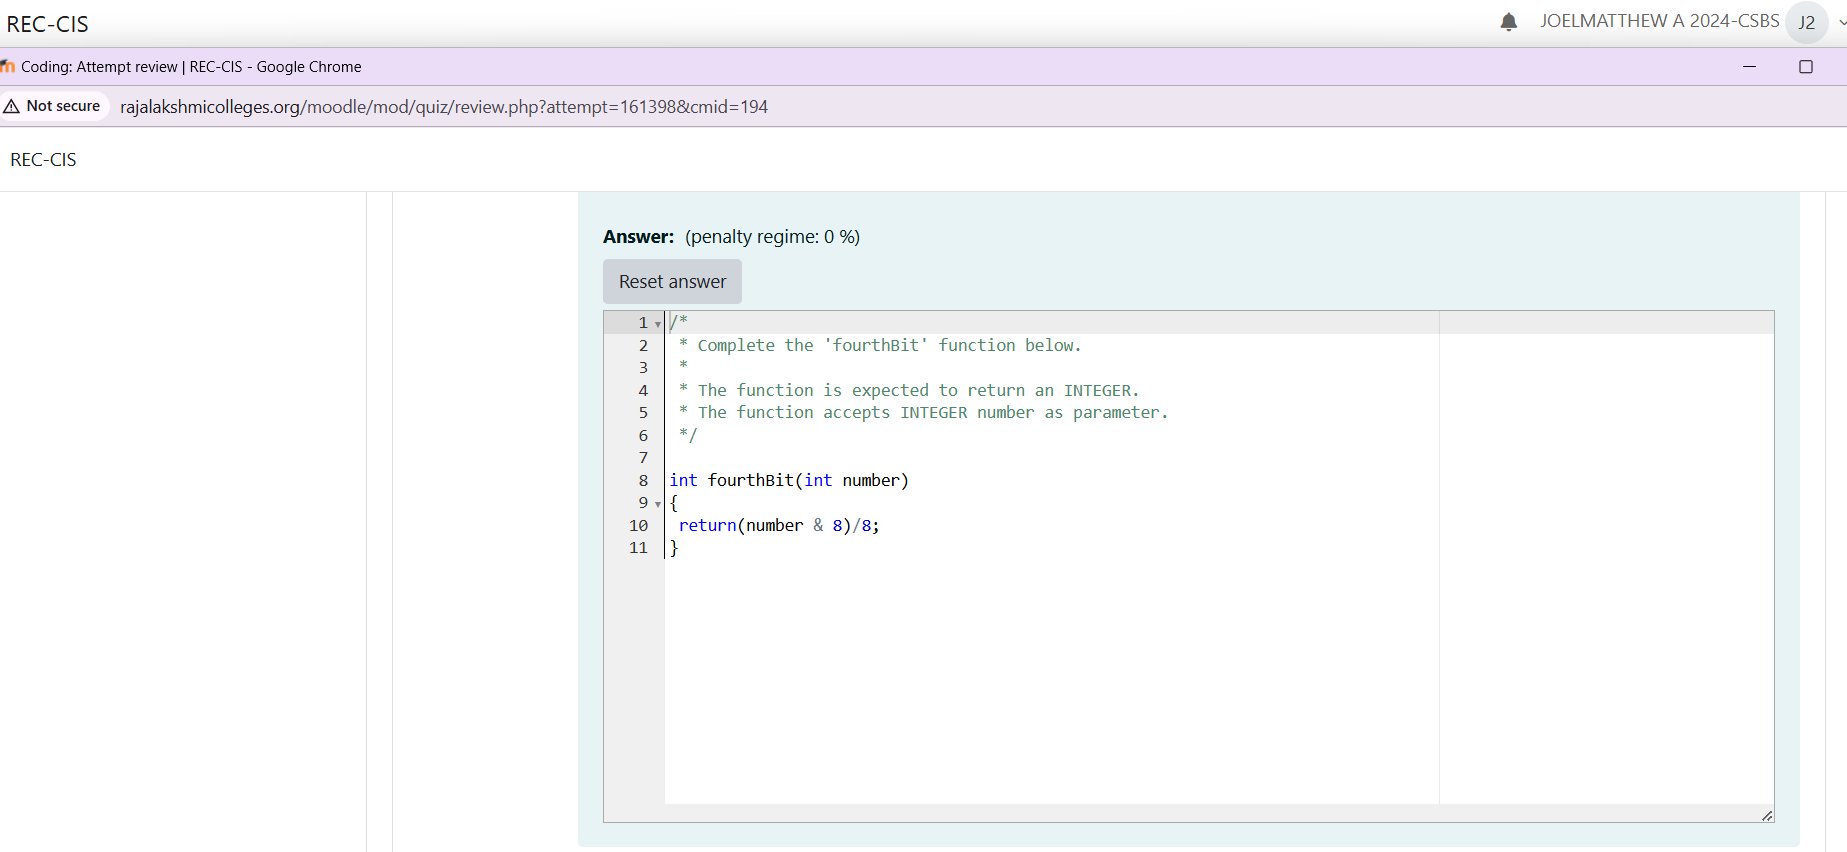 REC-CIS
JOELMATTHEW A 2024-CSBS J2
Coding: Attempt review | REC-CIS - Google Chrome
Not secure rajalakshmicolleges.org/moodle/mod/quiz/review.php?attempt=161398&cmid=194
REC-CIS
Answer: (penalty regime: 0 %)
Reset answer
1 /*
2 * Complete the 'fourthBit' function below.
3 *
4 * The function is expected to return an INTEGER.
5 * The function accepts INTEGER number as parameter.
6 */
7
8 int fourthBit(int number)
9 {
10 return(number & 8)/8;
11 }